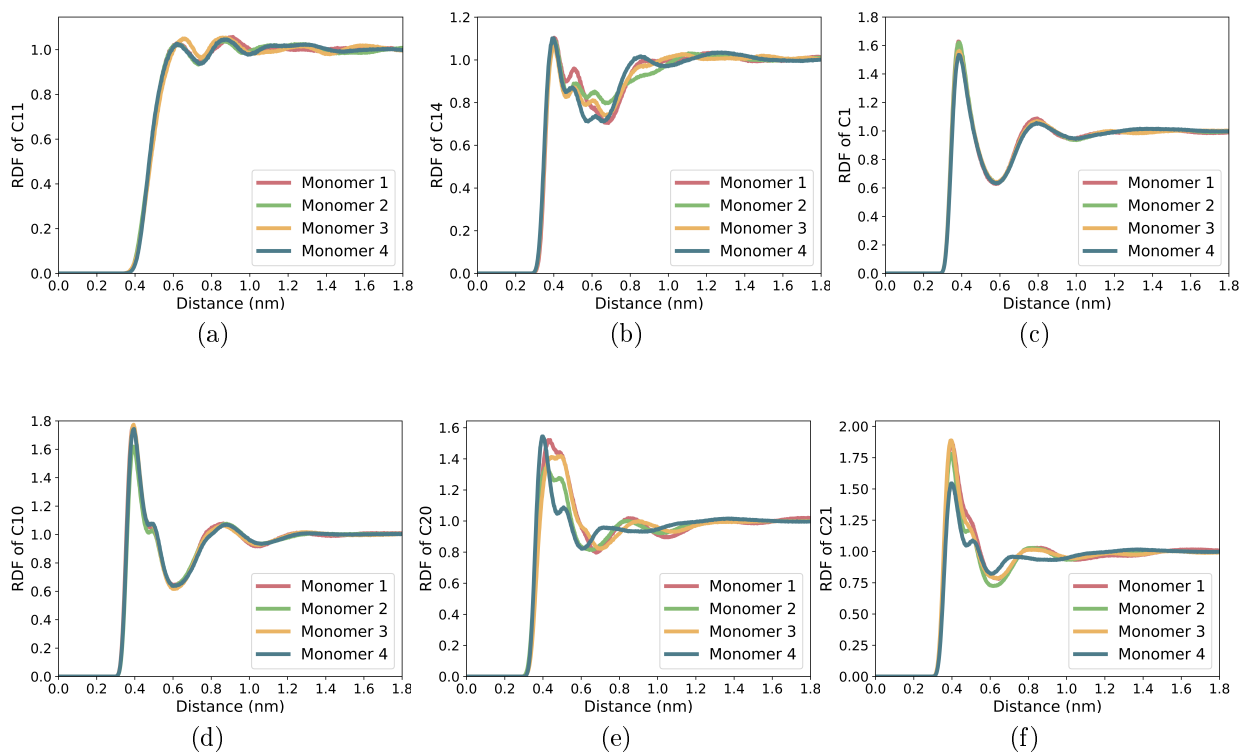 RDF of C11
1.0
0.8
0.6
0.4
0.2
0.0
Monomer 1
Monomer 2
Monomer 3
Monomer 4
0.0 0.2 0.4 0.6 0.8 1.0 1.2 1.4 1.6 1.8
Distance (nm)
(a)
RDF of C14
1.2
1.0
0.8
0.6
0.4
0.2
0.0
Monomer 1
Monomer 2
Monomer 3
Monomer 4
0.0 0.2 0.4 0.6 0.8 1.0 1.2 1.4 1.6 1.8
Distance (nm)
(b)
RDF of C1
1.8
1.6
1.4
1.2
1.0
0.8
0.6
0.4
0.2
0.0
Monomer 1
Monomer 2
Monomer 3
Monomer 4
0.0 0.2 0.4 0.6 0.8 1.0 1.2 1.4 1.6 1.8
Distance (nm)
(c)
RDF of C10
1.8
1.6
1.4
1.2
1.0
0.8
0.6
0.4
0.2
0.0
Monomer 1
Monomer 2
Monomer 3
Monomer 4
0.0 0.2 0.4 0.6 0.8 1.0 1.2 1.4 1.6 1.8
Distance (nm)
(d)
RDF of C20
1.6
1.4
1.2
1.0
0.8
0.6
0.4
0.2
0.0
Monomer 1
Monomer 2
Monomer 3
Monomer 4
0.0 0.2 0.4 0.6 0.8 1.0 1.2 1.4 1.6 1.8
Distance (nm)
(e)
RDF of C21
2.00
1.75
1.50
1.25
1.00
0.75
0.50
0.25
0.00
Monomer 1
Monomer 2
Monomer 3
Monomer 4
0.0 0.2 0.4 0.6 0.8 1.0 1.2 1.4 1.6 1.8
Distance (nm)
(f)